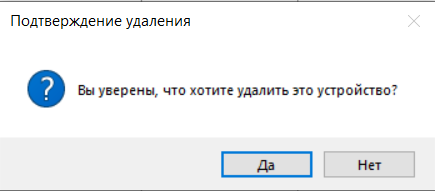 Подтверждение удаления
Вы уверены, что хотите удалить это устройство?
Да
Нет